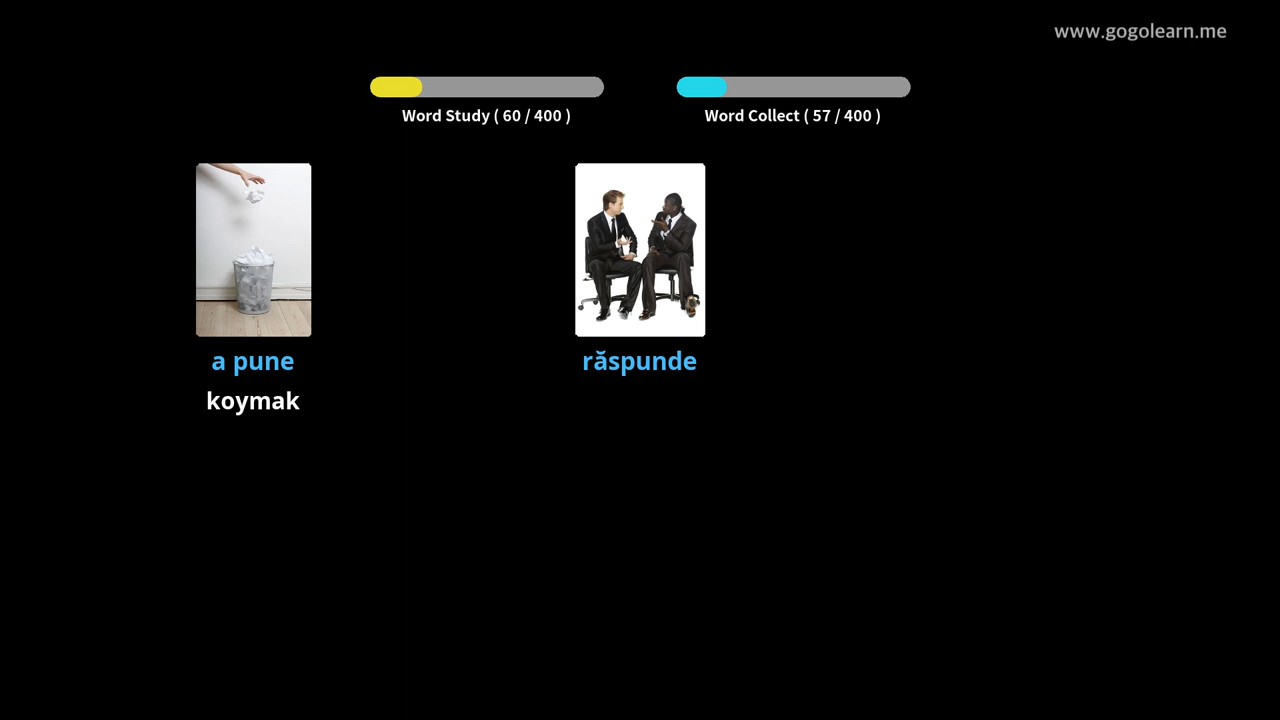 www.gogolearn.me
Word Study ( 60 / 400 )
Word Collect ( 57 / 400 )
a pune
koymak
răspunde